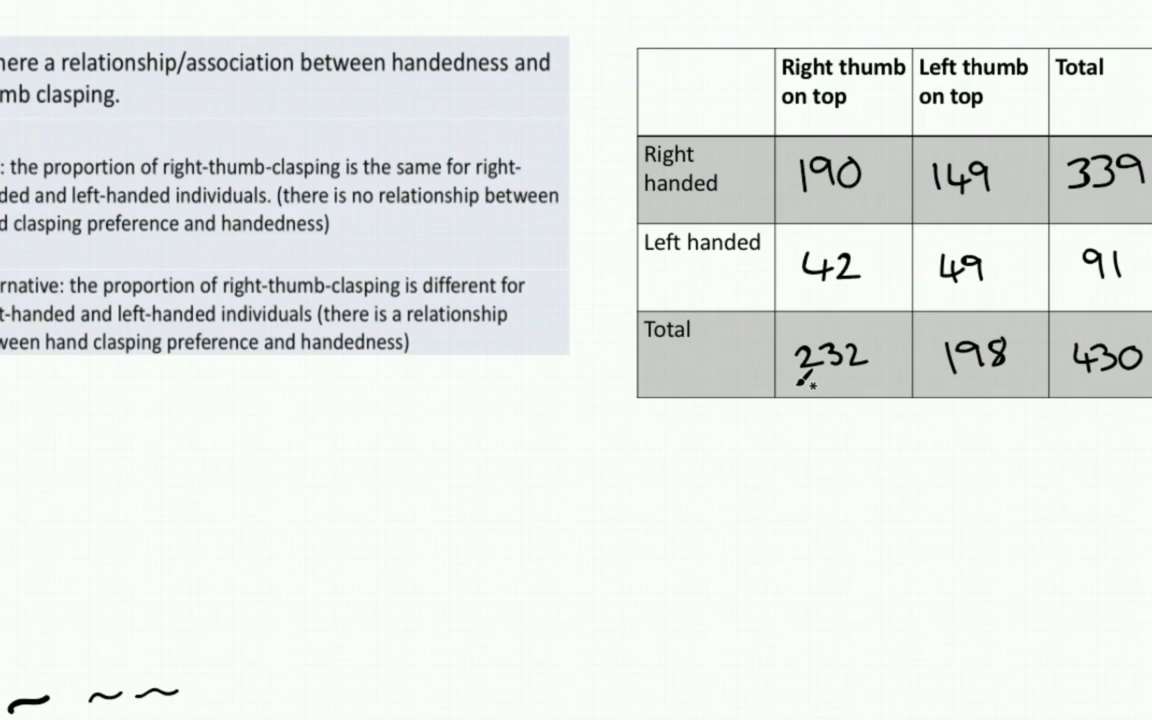 here a relationship/association between handedness and
mb clasping.
: the proportion of right-thumb-clasping is the same for right-
ded and left-handed individuals. (there is no relationship between
d clasping preference and handedness)
rnative: the proportion of right-thumb-clasping is different for
t-handed and left-handed individuals (there is a relationship
ween hand clasping preference and handedness)
Right thumb on top Left thumb on top Total
Right handed 190 149 339
Left handed 42 49 91
Total 232 198 430